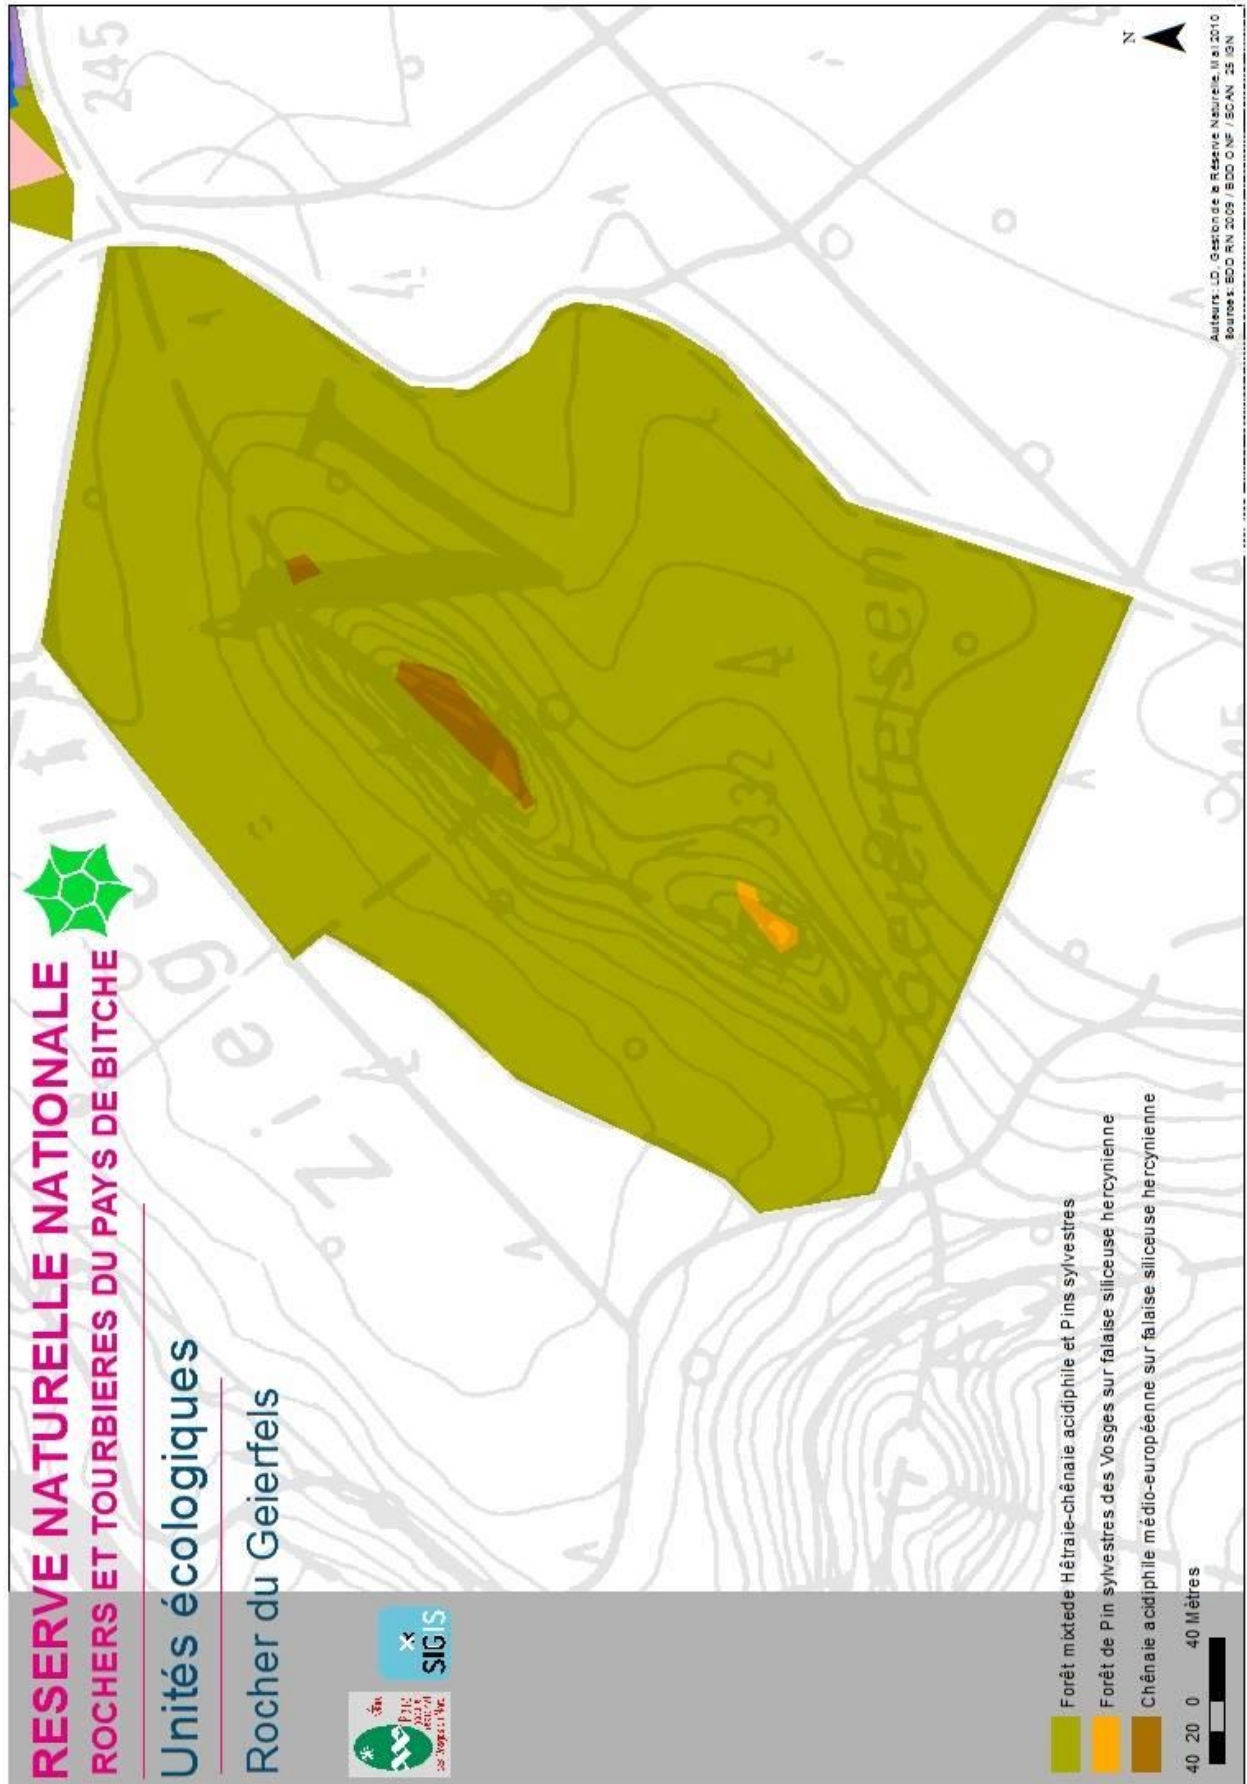 RESERVE NATURELLE NATIONALE
ROCHERS ET TOURBIERES DU PAYS DE BITCHE
Unités écologiques
Rocher du Geierfels
SIGIS
245
332
Geierfelsen
Forêt mixtede Hêtraie-chênaie acidiphile et Pins sylvestres
Forêt de Pin sylvestres des Vosges sur falaise siliceuse hercynienne
Chênaie acidiphile médio-européenne sur falaise siliceuse hercynienne
40 20 0 40 Mètres
N
Auteurs: LD, Gestion de la Réserve Naturelle, Mai 2010
Sources: BDD RN 2009 / BDD ONF / SCAN 25 IGN